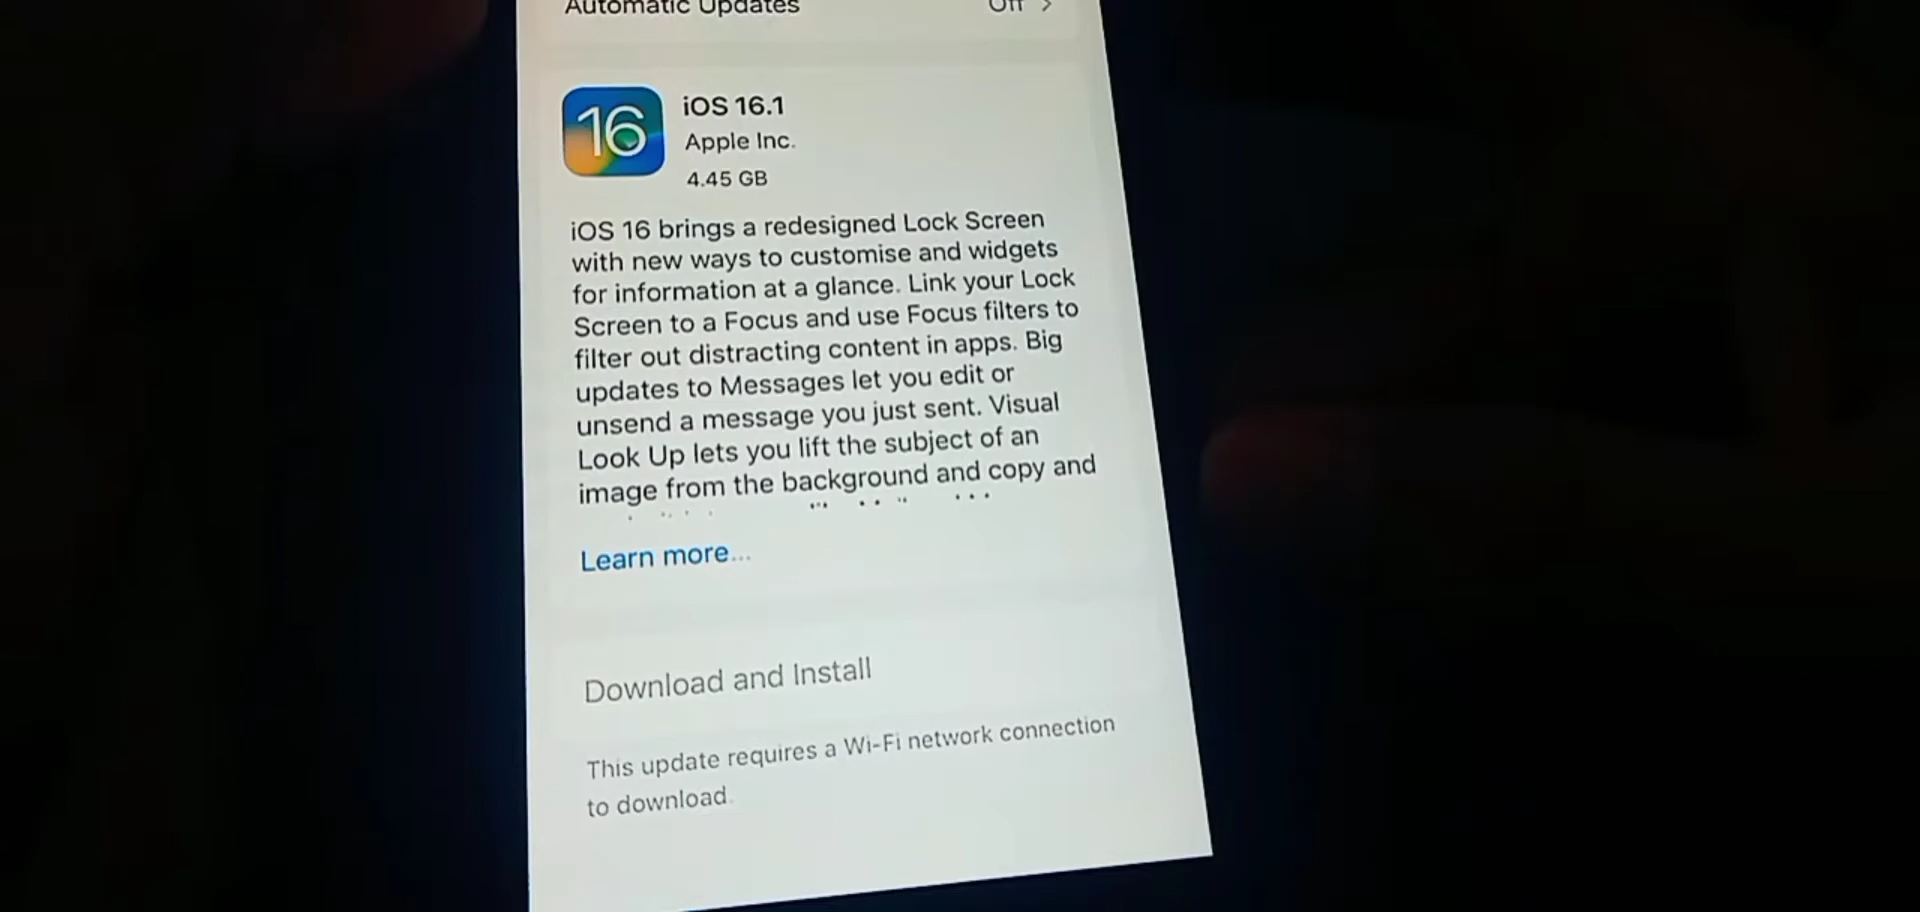 Automatic Updates Off >
16
iOS 16.1
Apple Inc.
4.45 GB
iOS 16 brings a redesigned Lock Screen
with new ways to customise and widgets
for information at a glance. Link your Lock
Screen to a Focus and use Focus filters to
filter out distracting content in apps. Big
updates to Messages let you edit or
unsend a message you just sent. Visual
Look Up lets you lift the subject of an
image from the background and copy and
Learn more...
Download and Install
This update requires a Wi-Fi network connection
to download.